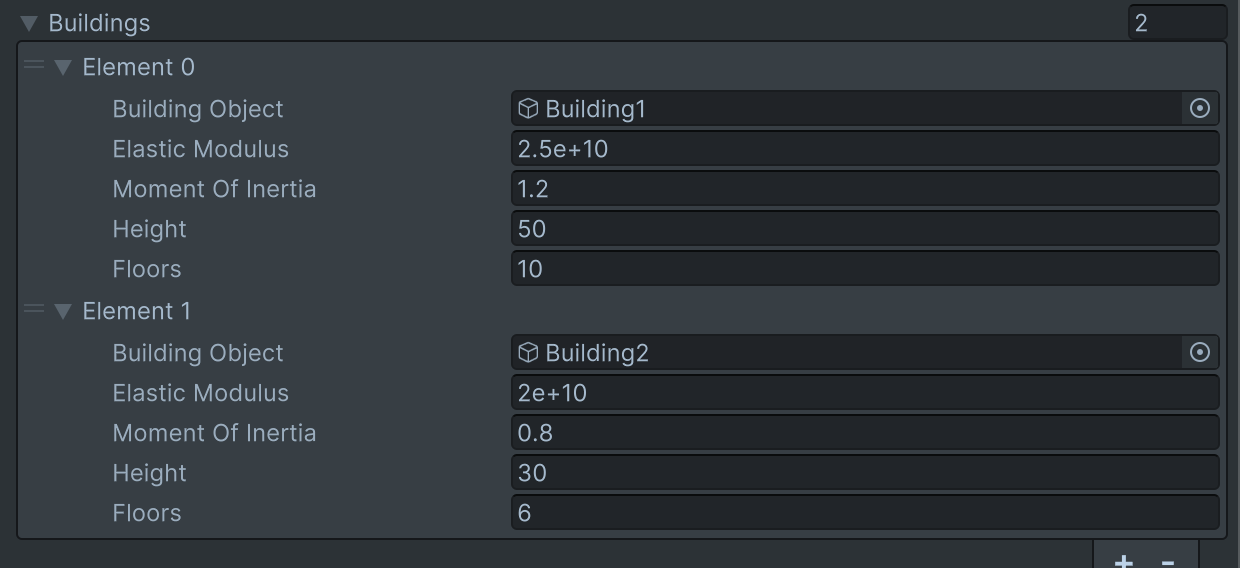 Buildings 2
Element 0
Building Object Building1
Elastic Modulus 2.5e+10
Moment Of Inertia 1.2
Height 50
Floors 10
Element 1
Building Object Building2
Elastic Modulus 2e+10
Moment Of Inertia 0.8
Height 30
Floors 6
+ -